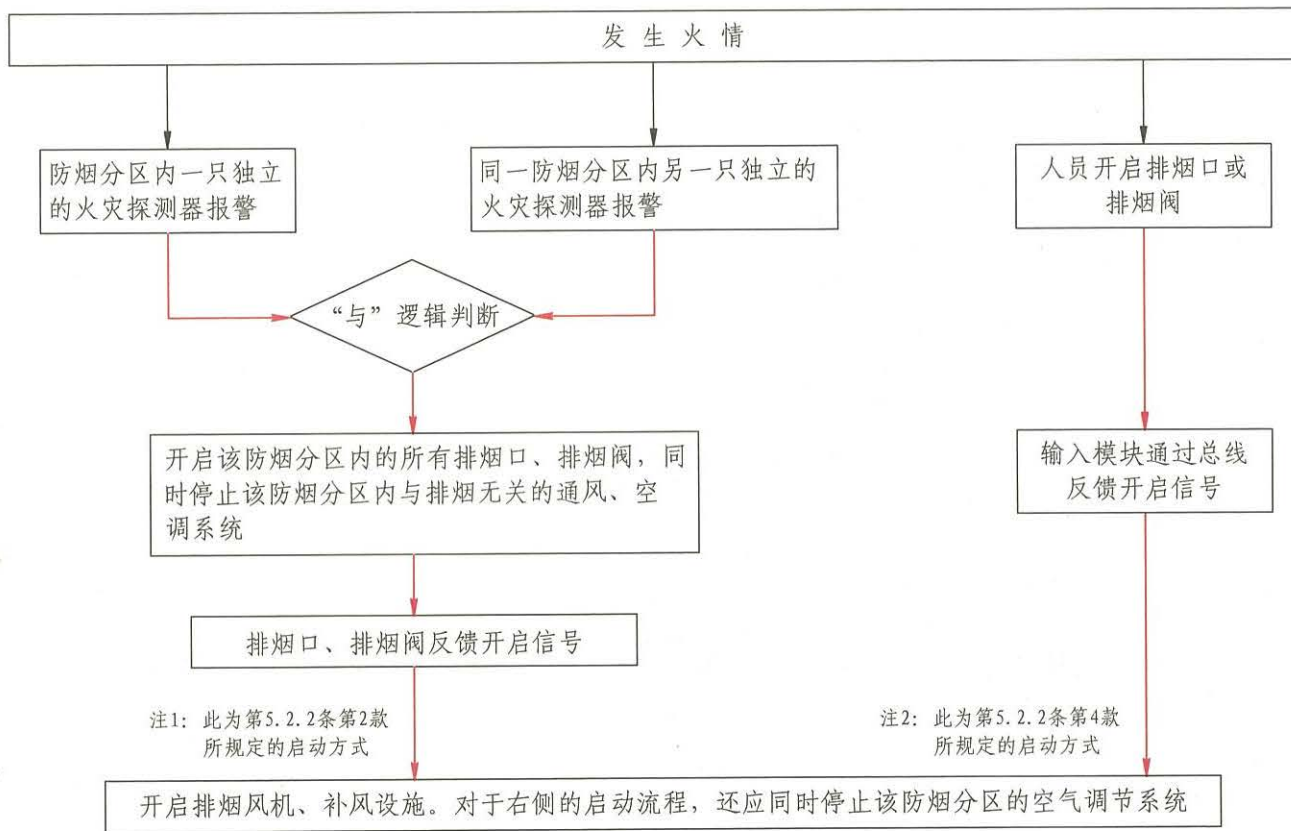 发生火情
防烟分区内一只独立
的火灾探测器报警
同一防烟分区内另一只独立的
火灾探测器报警
人员开启排烟口或
排烟阀
“与”逻辑判断
开启该防烟分区内的所有排烟口、排烟阀，同
时停止该防烟分区内与排烟无关的通风、空
调系统
输入模块通过总线
反馈开启信号
排烟口、排烟阀反馈开启信号
注1：此为第5.2.2条第2款
所规定的启动方式
注2：此为第5.2.2条第4款
所规定的启动方式
开启排烟风机、补风设施。对于右侧的启动流程，还应同时停止该防烟分区的空气调节系统